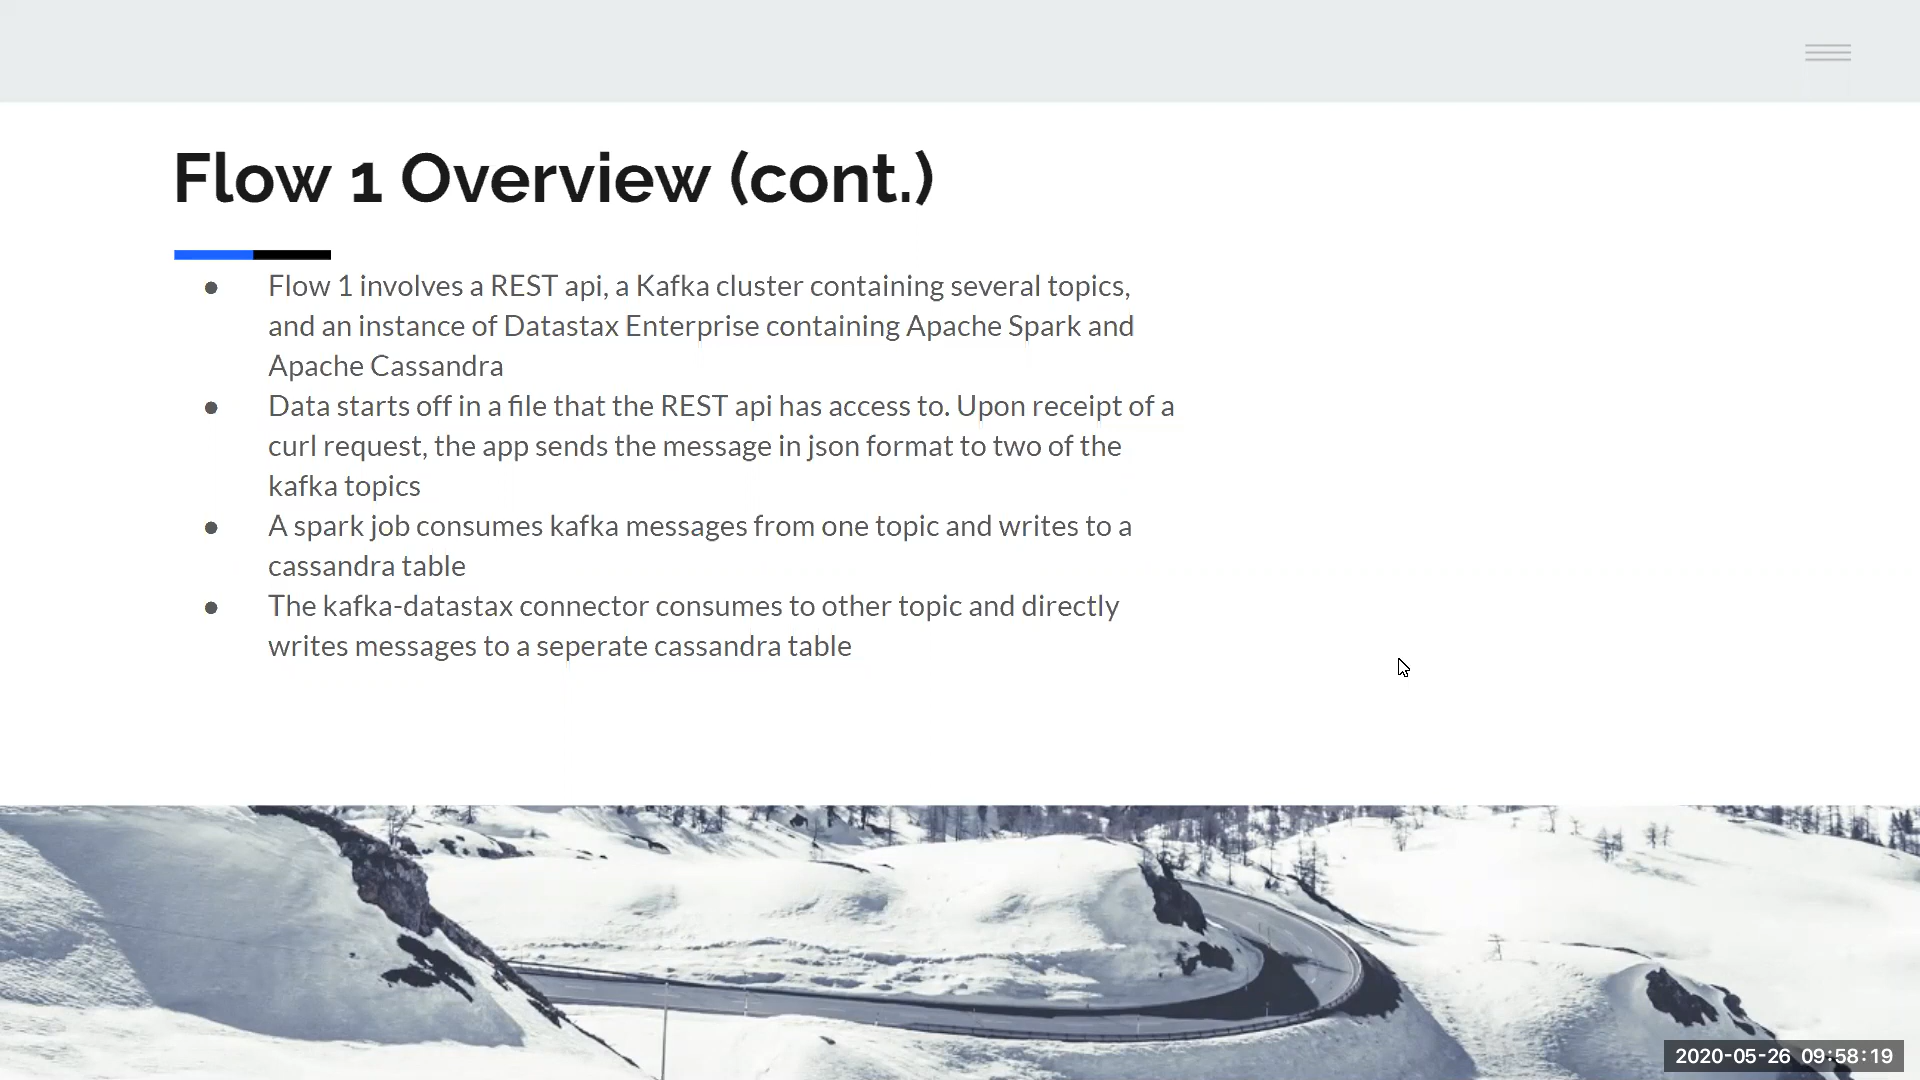 Flow 1 Overview (cont.)
● Flow 1 involves a REST api, a Kafka cluster containing several topics,
and an instance of Datastax Enterprise containing Apache Spark and
Apache Cassandra
● Data starts off in a file that the REST api has access to. Upon receipt of a
curl request, the app sends the message in json format to two of the
kafka topics
● A spark job consumes kafka messages from one topic and writes to a
cassandra table
● The kafka-datastax connector consumes to other topic and directly
writes messages to a seperate cassandra table
2020-05-26 09:58:19